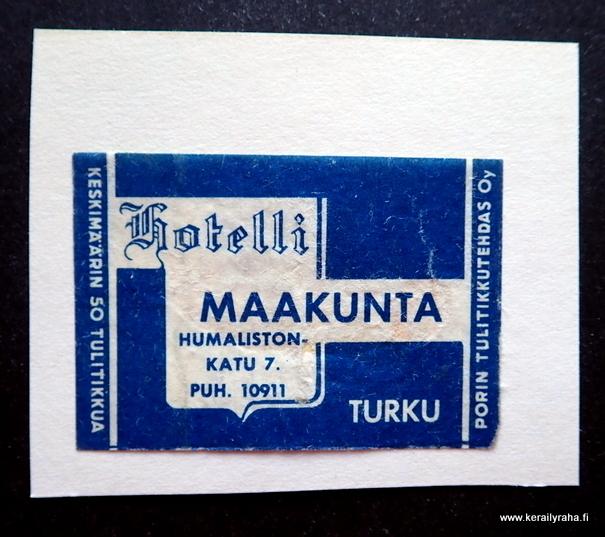 KESKIMÄÄRIN 50 TULITIKKUA
Hotelli
MAAKUNTA
HUMALISTON-
KATU 7.
PUH. 10911
TURKU
PORIN TULITIKKUTEHDAS Oy
www.kerailyraha.fi